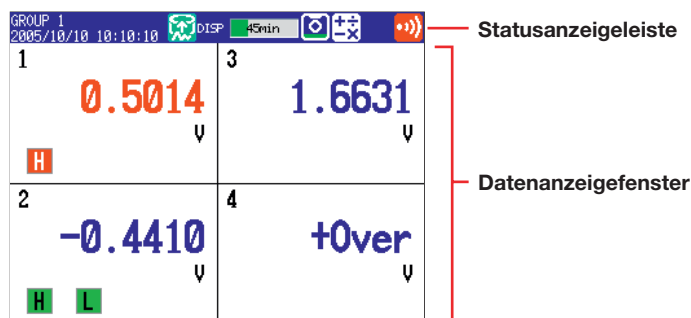 GROUP 1
2005/10/10 10:10:10 DISP 45min
Statusanzeigeleiste
1
0.5014
V
H
3
1.6631
V
Datenanzeigefenster
2
-0.4410
V
H L
4
+Over
V